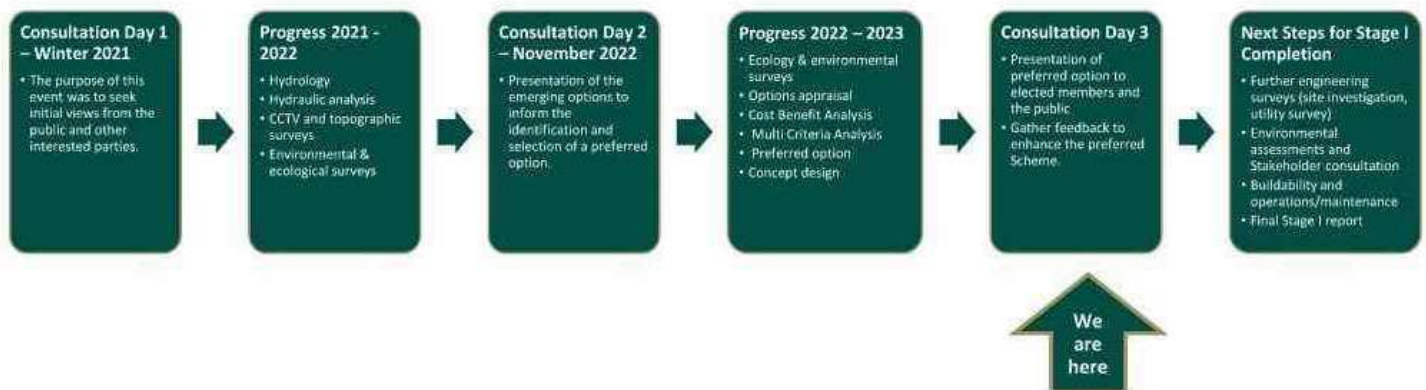 Consultation Day 1
– Winter 2021
• The purpose of this
event was to seek
initial views from the
public and other
interested parties.
Progress 2021 -
2022
• Hydrology
• Hydraulic analysis
• CCTV and topographic
surveys
• Environmental &
ecological surveys
Consultation Day 2
– November 2022
• Presentation of the
emerging options to
inform the
identification and
selection of a preferred
option.
Progress 2022 – 2023
• Ecology & environmental
surveys
• Options appraisal
• Cost Benefit Analysis
• Multi Criteria Analysis
• Preferred option
• Concept design
Consultation Day 3
• Presentation of
preferred option to
elected members and
the public
• Gather feedback to
enhance the preferred
Scheme.
Next Steps for Stage I
Completion
• Further engineering
surveys (site investigation,
utility survey)
• Environmental
assessments and
Stakeholder consultation
• Buildability and
operations/maintenance
• Final Stage I report
We
are
here